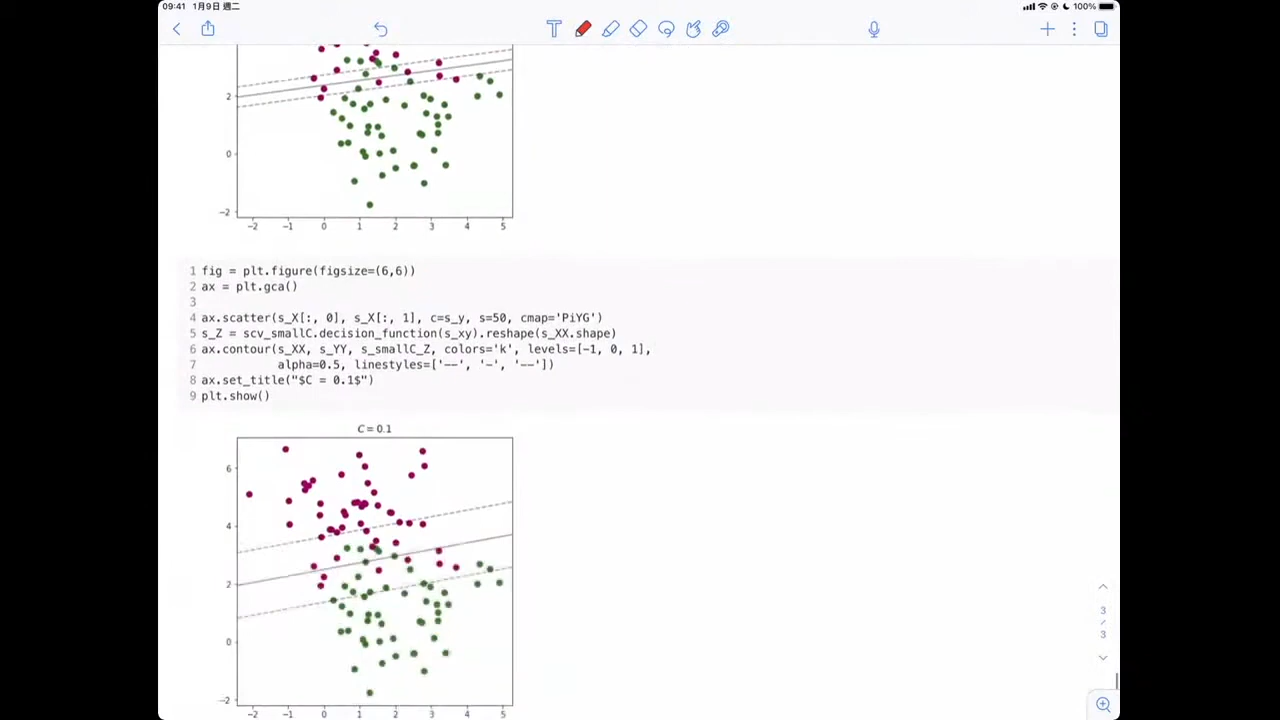 09:41 1月9日 週二
100%
T
2
0
−2
−2 −1 0 1 2 3 4 5
1 fig = plt.figure(figsize=(6,6))
2 ax = plt.gca()
3
4 ax.scatter(s_X[:, 0], s_X[:, 1], c=s_y, s=50, cmap='PiYG')
5 s_Z = scv_smallC.decision_function(s_xy).reshape(s_XX.shape)
6 ax.contour(s_XX, s_YY, s_smallC_Z, colors='k', levels=[-1, 0, 1],
7 alpha=0.5, linestyles=['--', '-', '--'])
8 ax.set_title("$C = 0.1$")
9 plt.show()
C = 0.1
6
4
2
0
−2
−2 −1 0 1 2 3 4 5
3
/
3